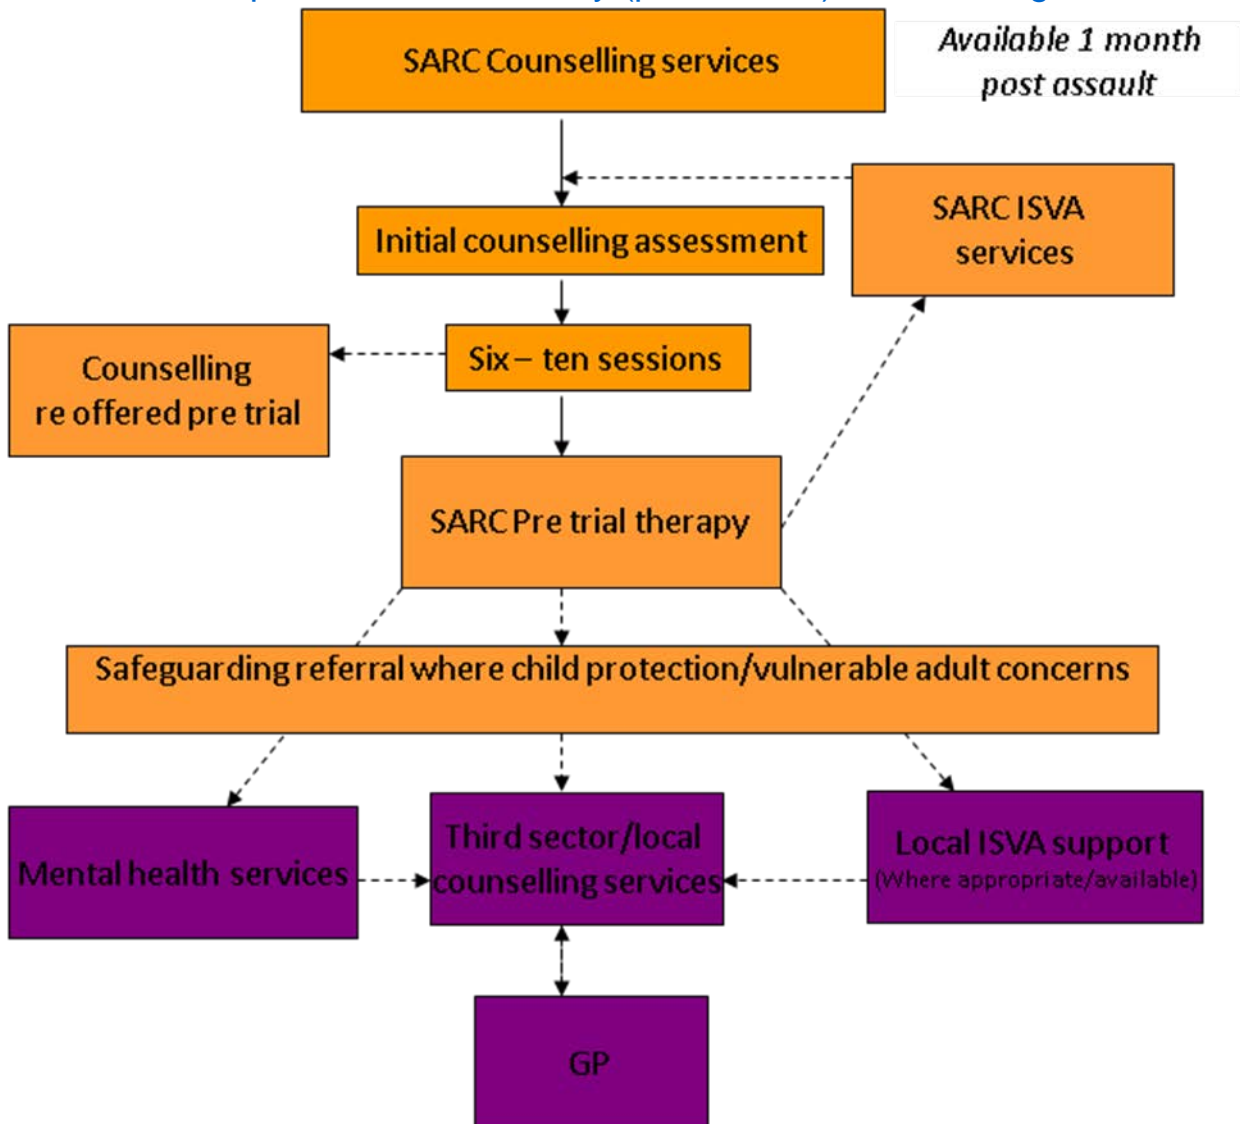 SARC Counselling services
Available 1 month
post assault
SARC ISVA
services
Initial counselling assessment
Counselling
re offered pre trial
Six – ten sessions
SARC Pre trial therapy
Safeguarding referral where child protection/vulnerable adult concerns
Mental health services
Third sector/local
counselling services
Local ISVA support
(Where appropriate/available)
GP